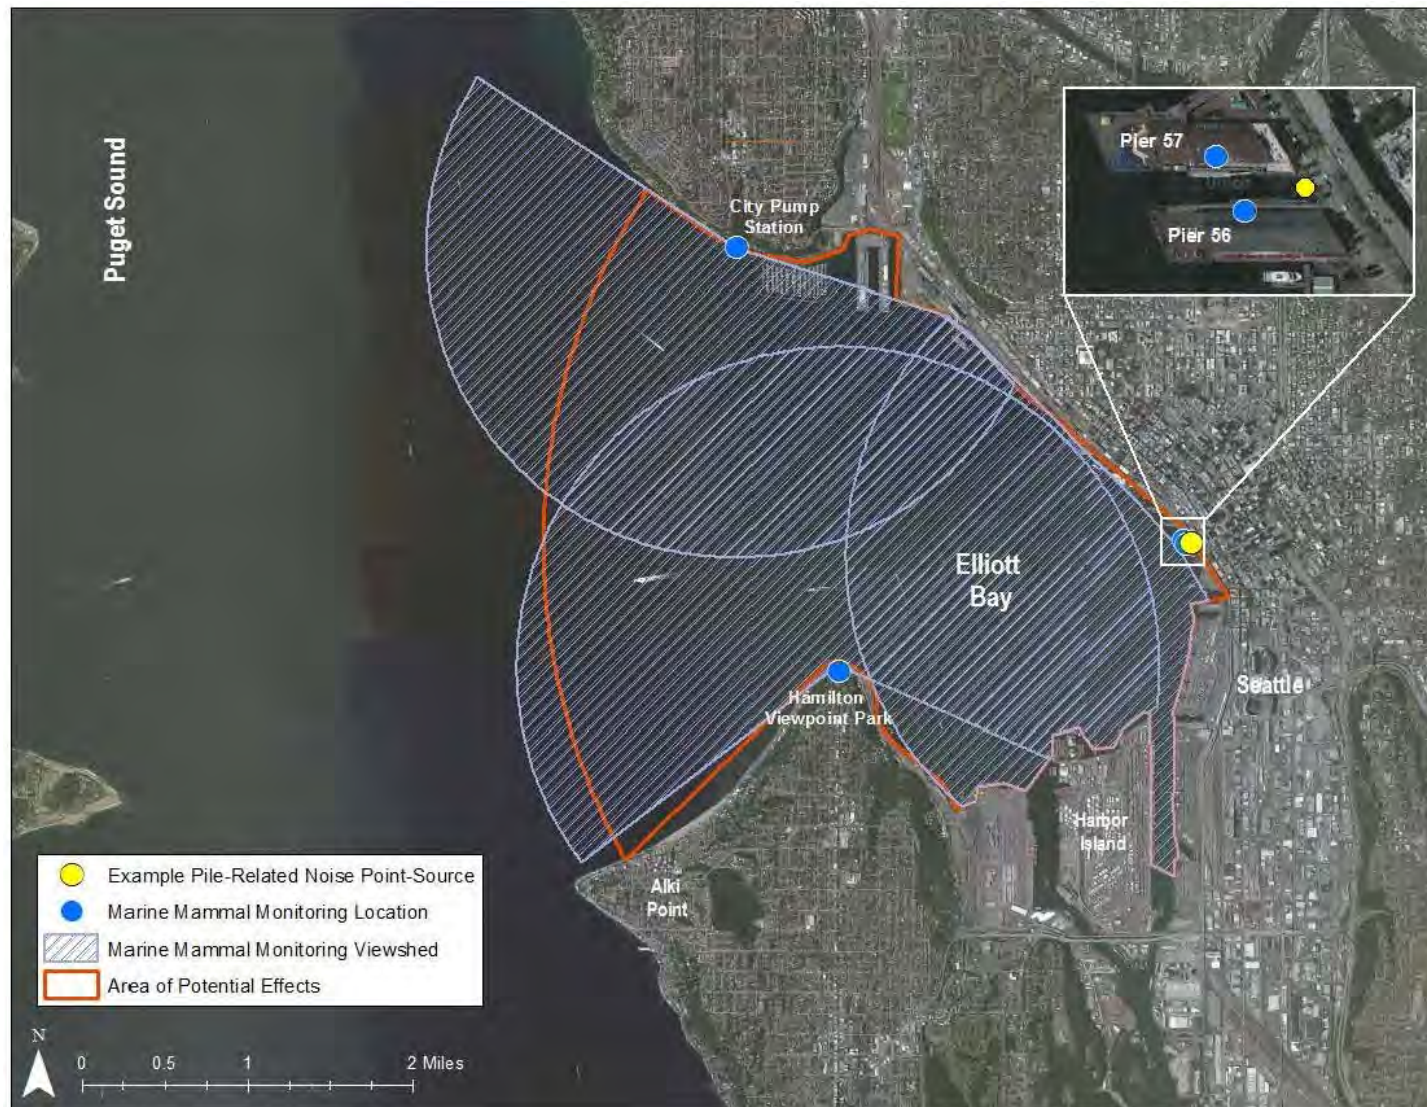 Puget Sound
City Pump
Station
Pier 57
Pier 56
Elliott
Bay
Hamilton
Viewpoint Park
Seattle
Harbor
Island
Alki
Point
Example Pile-Related Noise Point-Source
Marine Mammal Monitoring Location
Marine Mammal Monitoring Viewshed
Area of Potential Effects
N
0 0.5 1 2 Miles